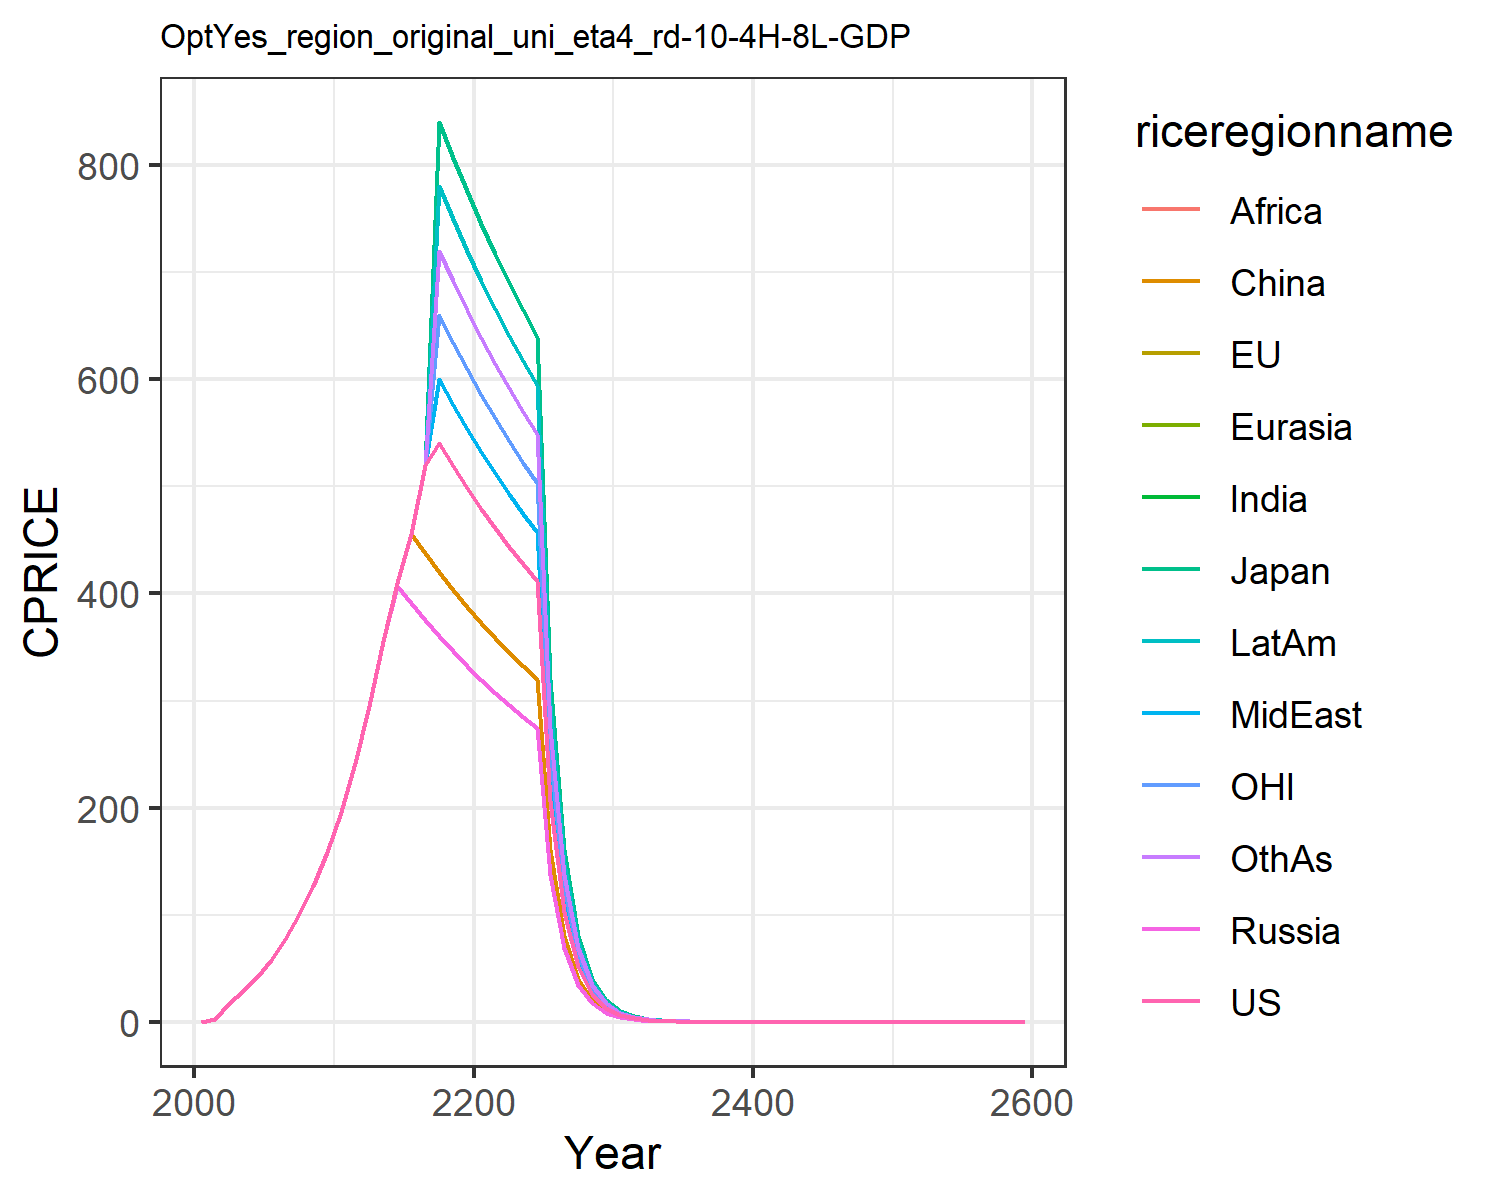 OptYes_region_original_uni_eta4_rd-10-4H-8L-GDP
riceregionname
Africa
China
EU
Eurasia
India
Japan
LatAm
MidEast
OHI
OthAs
Russia
US
CPRICE
800
600
400
200
0
2000 2200 2400 2600
Year